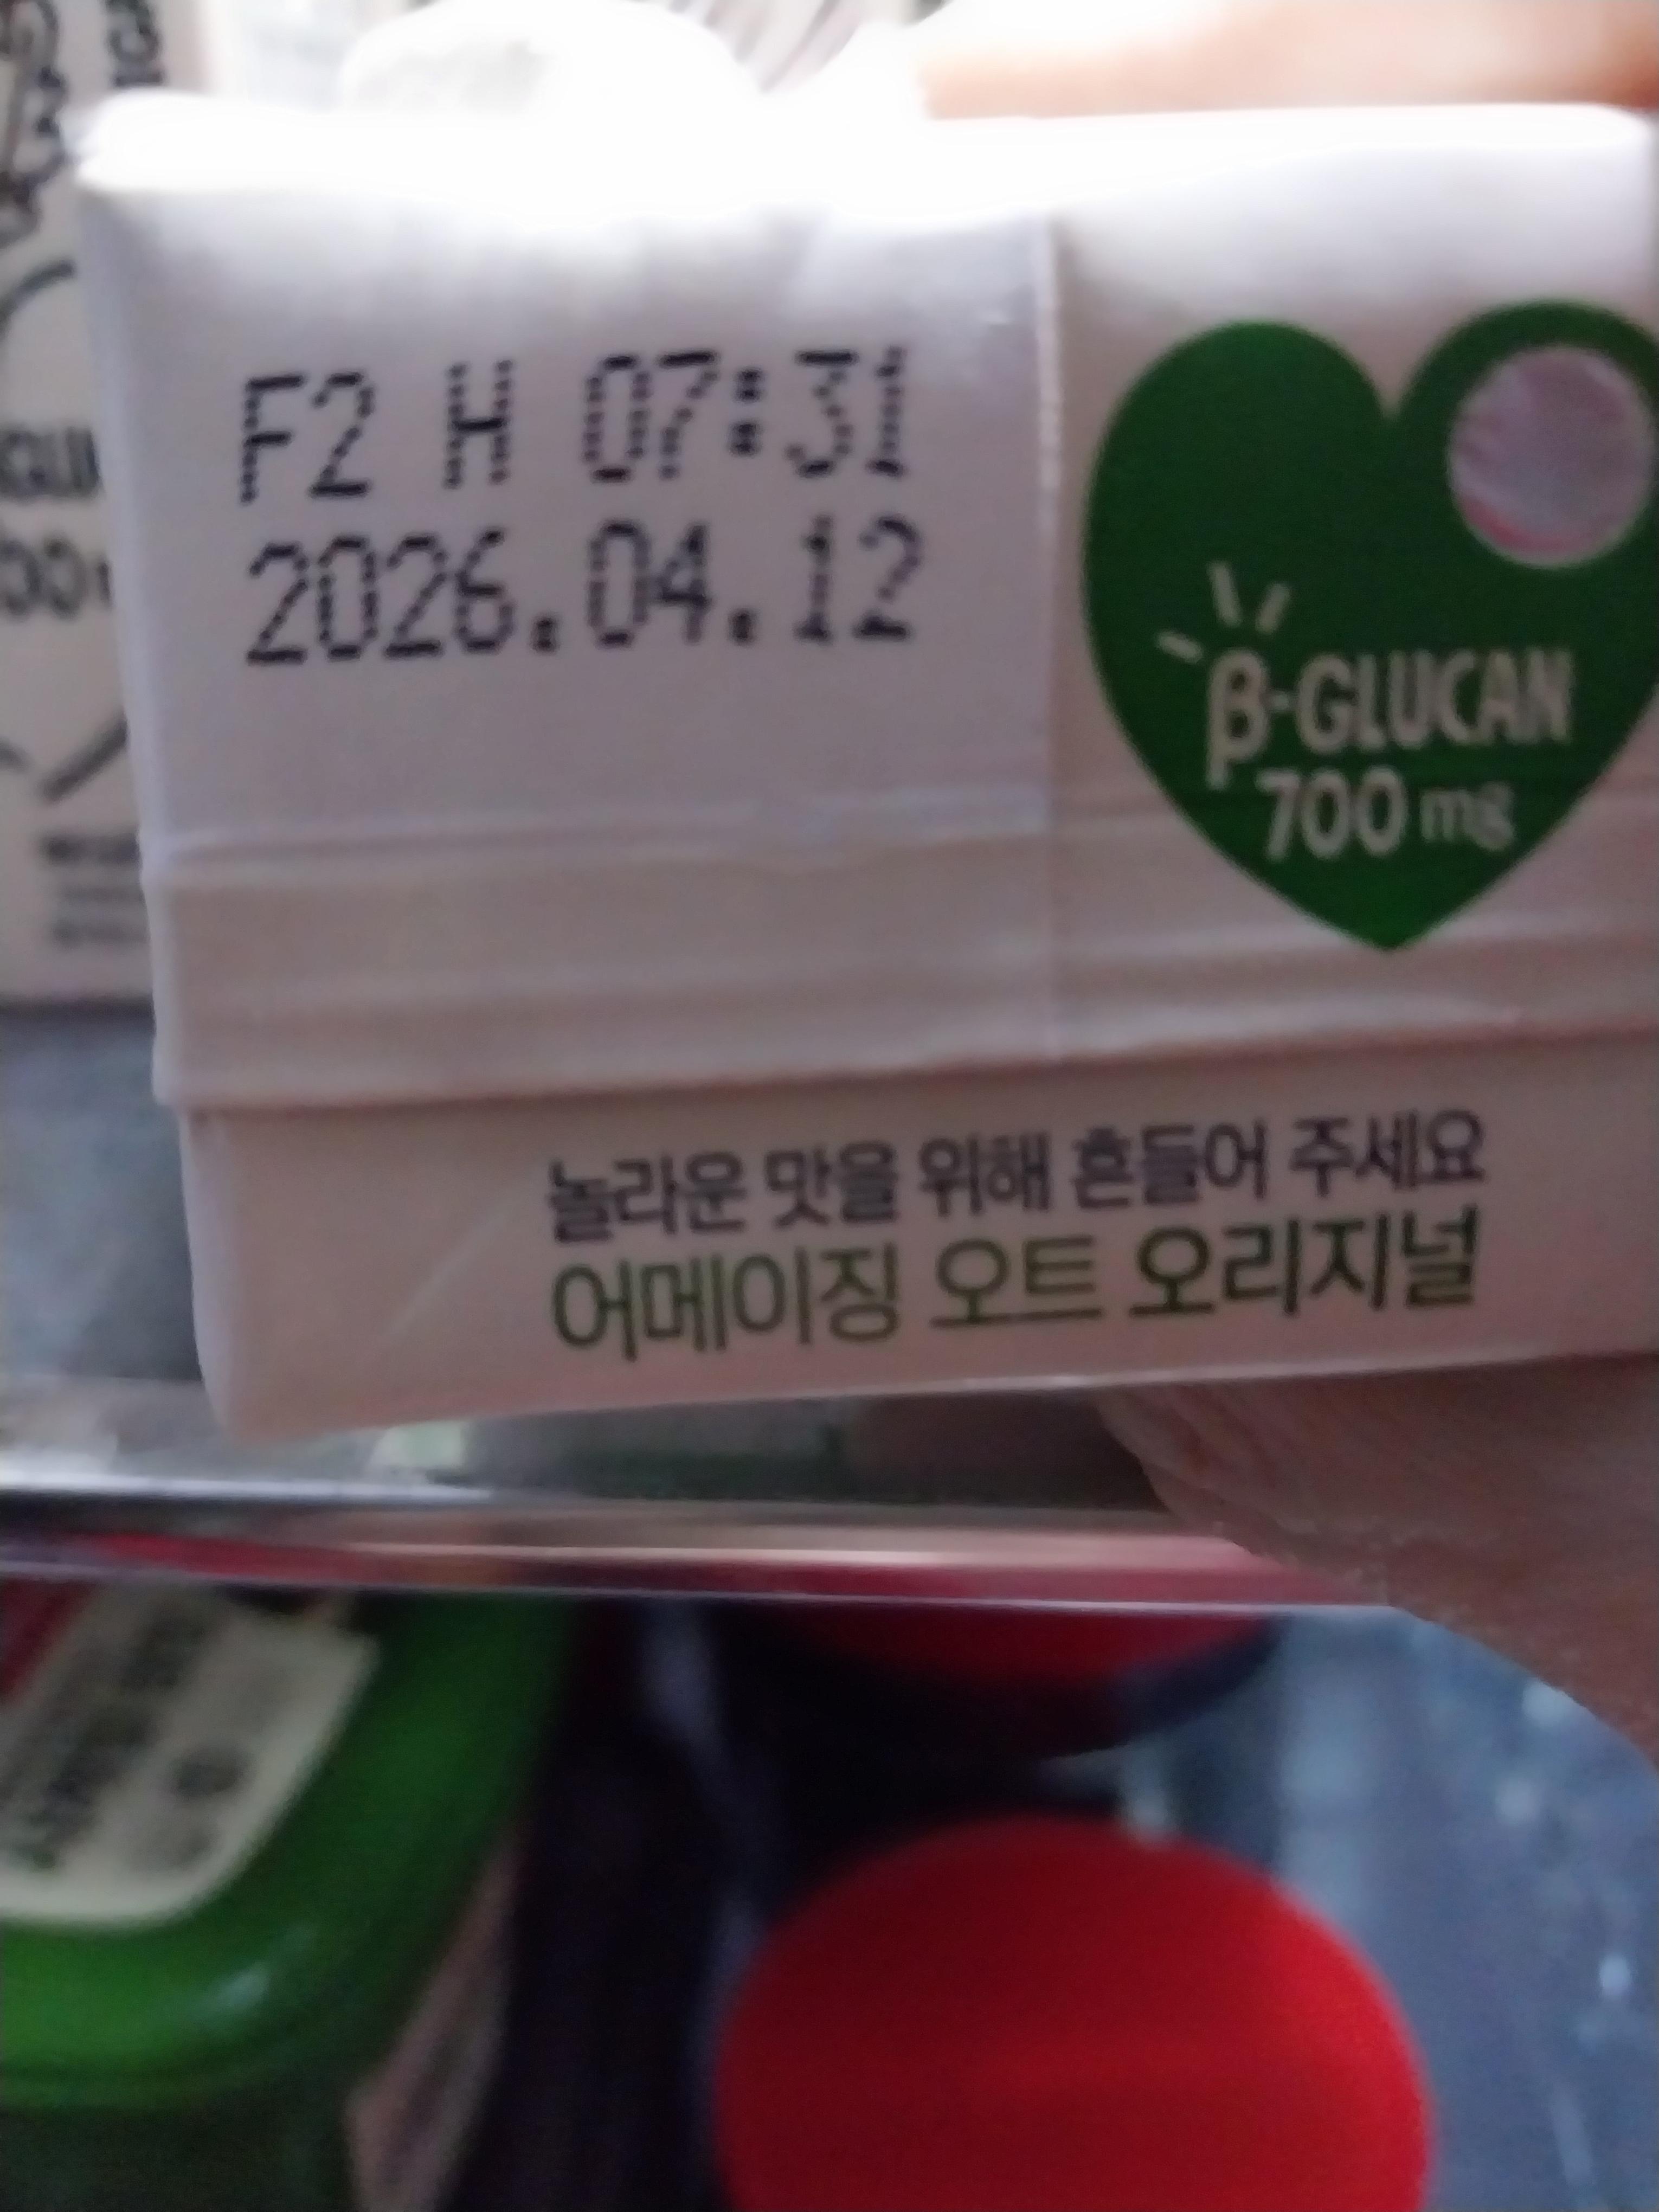 F2 H 07:31
2026.04.12
β-GLUCAN
700 mg
놀라운 맛을 위해 흔들어 주세요
어메이징 오트 오리지널